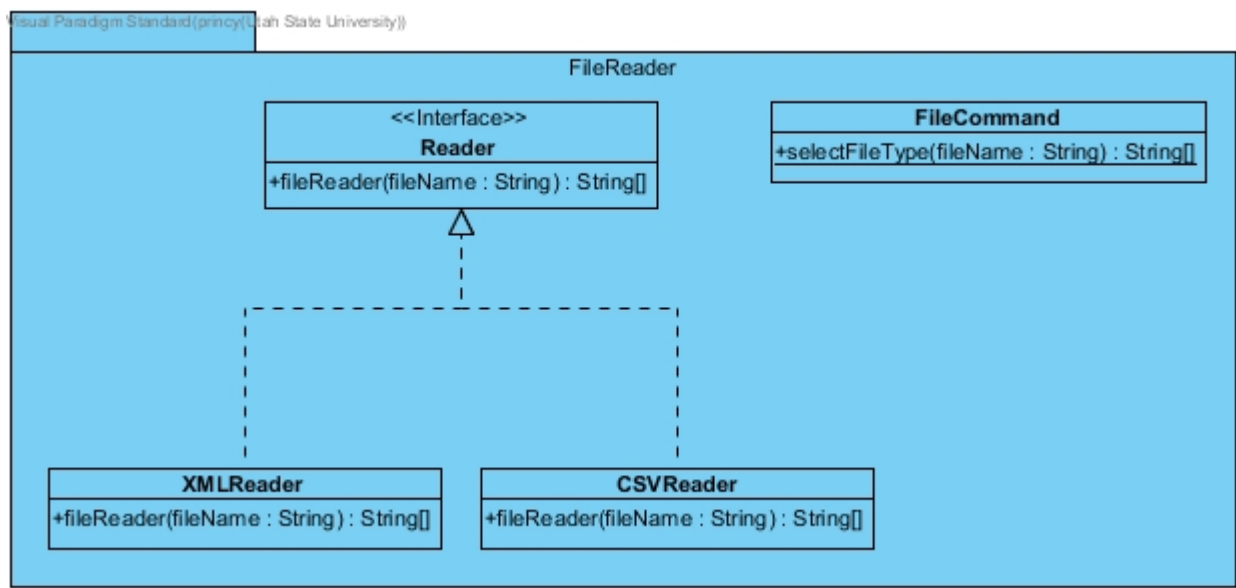 Visual Paradigm Standard(princy(Utah State University))
FileReader
<<Interface>>
Reader
+fileReader(fileName : String) : String[]
FileCommand
+selectFileType(fileName : String) : String[]
XMLReader
+fileReader(fileName : String) : String[]
CSVReader
+fileReader(fileName : String) : String[]